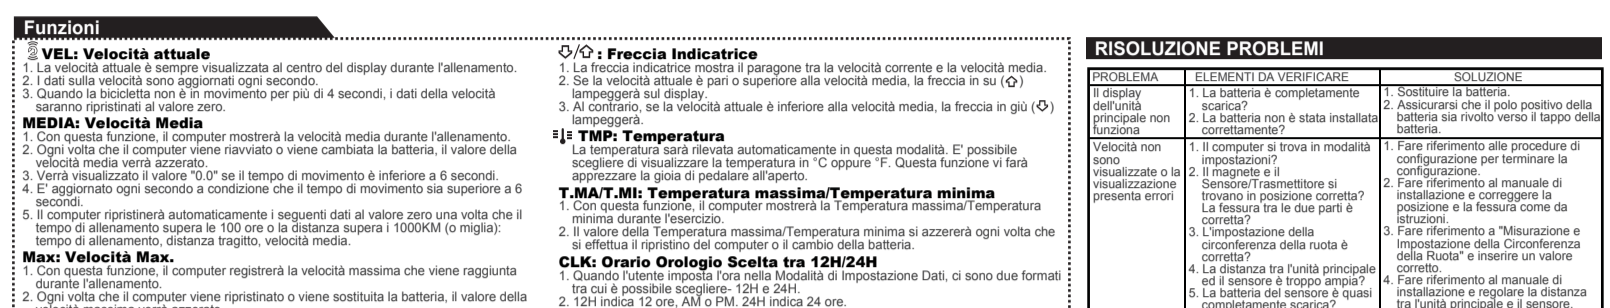 Funzioni
VEL: Velocità attuale
1. La velocità attuale è sempre visualizzata al centro del display durante l'allenamento.
2. I dati sulla velocità sono aggiornati ogni secondo.
3. Quando la bicicletta non è in movimento per più di 4 secondi, i dati della velocità
saranno ripristinati al valore zero.
MEDIA: Velocità Media
1. Con questa funzione, il computer mostrerà la velocità media durante l'allenamento.
2. Ogni volta che il computer viene riavviato o viene cambiata la batteria, il valore della
velocità media verrà azzerato.
3. Verrà visualizzato il valore "0.0" se il tempo di movimento è inferiore a 6 secondi.
4. E' aggiornato ogni secondo a condizione che il tempo di movimento sia superiore a 6
secondi.
5. Il computer ripristinerà automaticamente i seguenti dati al valore zero una volta che il
tempo di allenamento supera le 100 ore o la distanza supera i 1000KM (o miglia):
tempo di allenamento, distanza tragitto, velocità media.
Max: Velocità Max.
1. Con questa funzione, il computer registrerà la velocità massima che viene raggiunta
durante l'allenamento.
2. Ogni volta che il computer viene ripristinato o viene sostituita la batteria, il valore della
velocità massima verrà azzerato.
⇩/⇧ : Freccia Indicatrice
1. La freccia indicatrice mostra il paragone tra la velocità corrente e la velocità media.
2. Se la velocità attuale è pari o superiore alla velocità media, la freccia in su (⇧)
lampeggerà sul display.
3. Al contrario, se la velocità attuale è inferiore alla velocità media, la freccia in giù (⇩)
lampeggerà.
TMP: Temperatura
La temperatura sarà rilevata automaticamente in questa modalità. E' possibile
scegliere di visualizzare la temperatura in °C oppure °F. Questa funzione vi farà
apprezzare la gioia di pedalare all'aperto.
T.MA/T.MI: Temperatura massima/Temperatura minima
1. Con questa funzione, il computer mostrerà la Temperatura massima/Temperatura
minima durante l'esercizio.
2. Il valore della Temperatura massima/Temperatura minima si azzererà ogni volta che
si effettua il ripristino del computer o il cambio della batteria.
CLK: Orario Orologio Scelta tra 12H/24H
1. Quando l'utente imposta l'ora nella Modalità di Impostazione Dati, ci sono due formati
tra cui è possibile scegliere- 12H e 24H.
2. 12H indica 12 ore, AM o PM. 24H indica 24 ore.
RISOLUZIONE PROBLEMI
PROBLEMA
ELEMENTI DA VERIFICARE
SOLUZIONE
Il display
dell'unità
principale non
funziona
1. La batteria è completamente
scarica?
2. La batteria non è stata installata
correttamente?
1. Sostituire la batteria.
2. Assicurarsi che il polo positivo della
batteria sia rivolto verso il tappo della
batteria.
Velocità non
sono
visualizzate o la
visualizzazione
presenta errori
1. Il computer si trova in modalità
impostazioni?
2. Il magnete e il
Sensore/Trasmettitore si
trovano in posizione corretta?
La fessura tra le due parti è
corretta?
3. L'impostazione della
circonferenza della ruota è
corretta?
4. La distanza tra l'unità principale
ed il sensore è troppo ampia?
5. La batteria del sensore è quasi
completamente scarica?
1. Fare riferimento alle procedure di
configurazione per terminare la
configurazione.
2. Fare riferimento al manuale di
installazione e correggere la
posizione e la fessura come da
istruzioni.
3. Fare riferimento a "Misurazione e
Impostazione della Circonferenza
della Ruota" e inserire un valore
corretto.
4. Fare riferimento al manuale di
installazione e regolare la distanza
tra l'unità principale e il sensore.